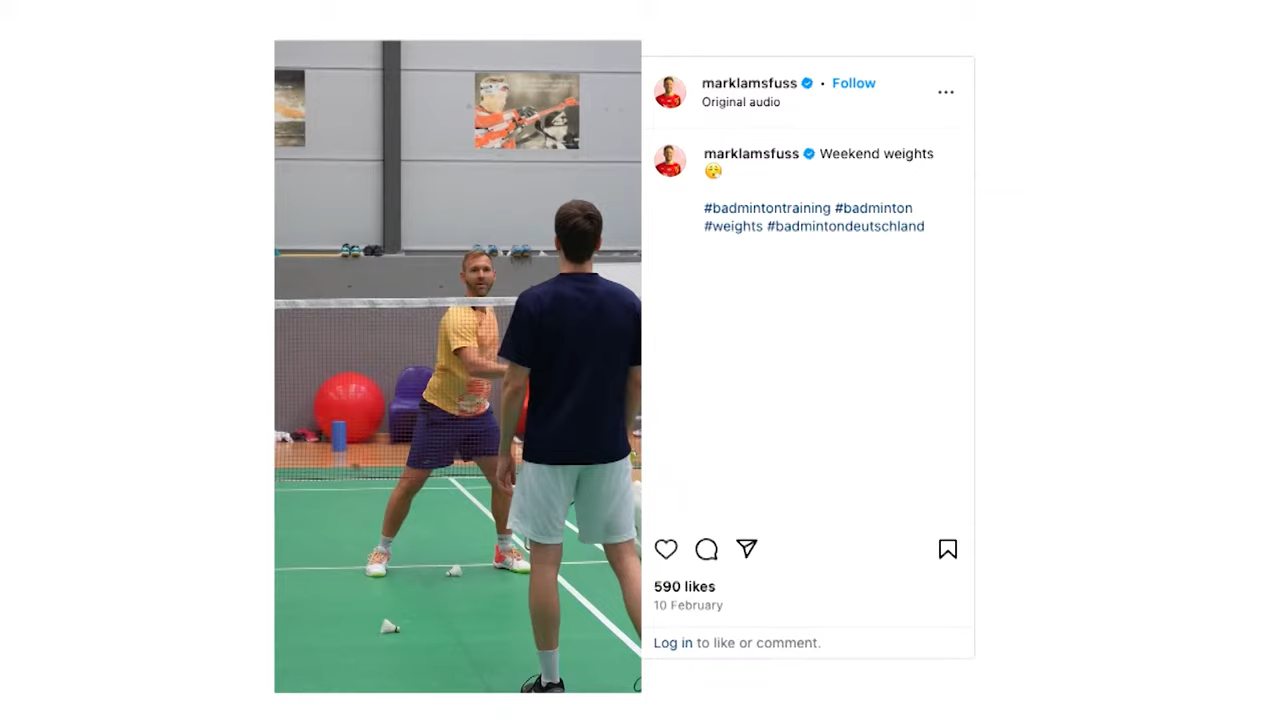 marklamsfuss • Follow
Original audio
marklamsfuss Weekend weights
😮‍💨
#badmintontraining #badminton
#weights #badmintondeutschland
590 likes
10 February
Log in to like or comment.